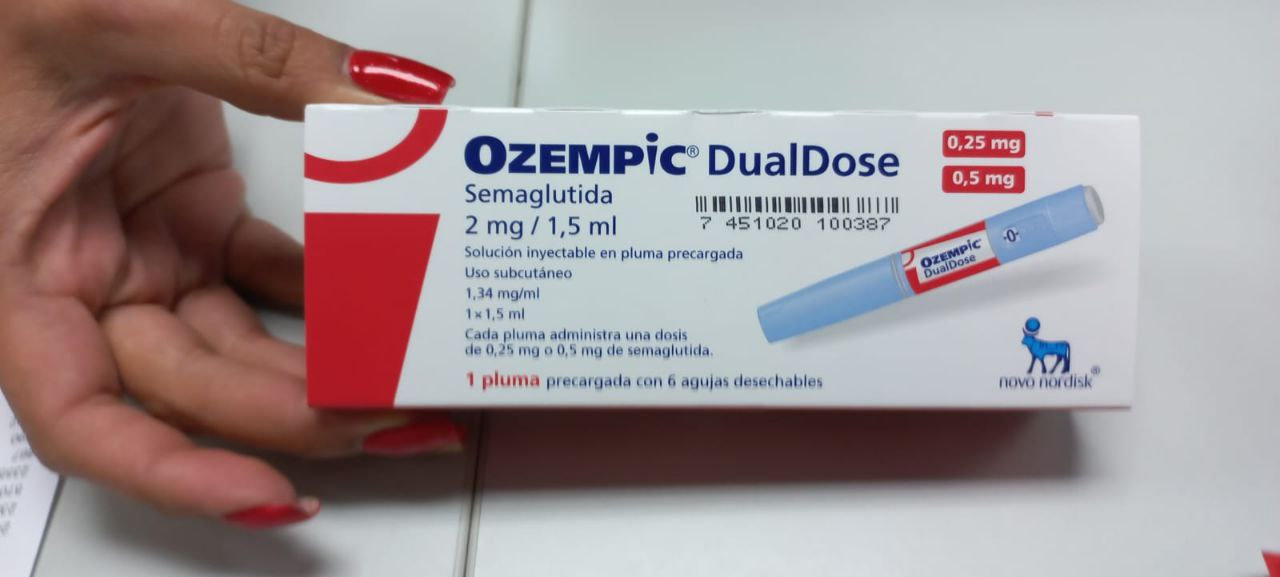 OZEMPIC® DualDose
0,25 mg
0,5 mg
Semaglutida
2 mg / 1,5 ml
7 451020 100387
Solución inyectable en pluma precargada
Uso subcutáneo
1,34 mg/ml
1×1,5 ml
Cada pluma administra una dosis
de 0,25 mg o 0,5 mg de semaglutida.
1 pluma precargada con 6 agujas desechables
OZEMPIC®
DualDose
-0-
novo nordisk®